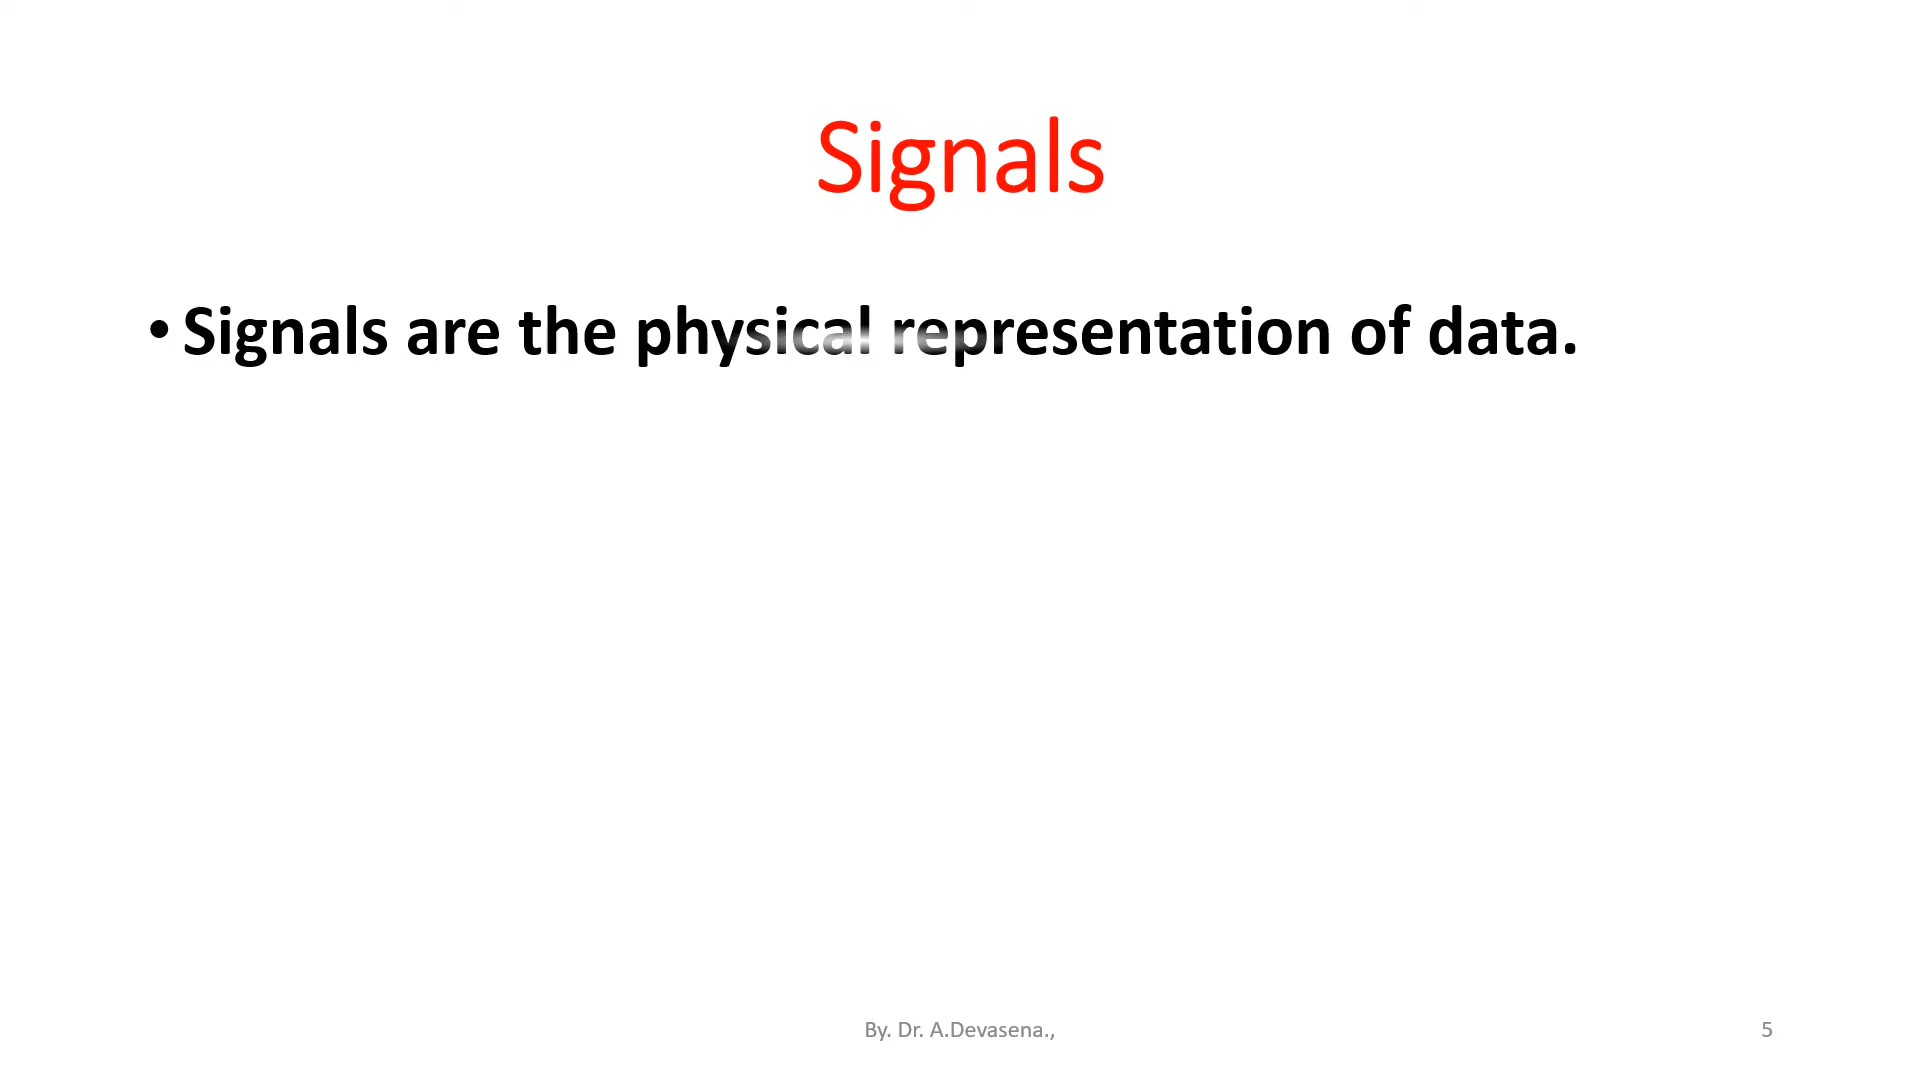 Signals
• Signals are the physical representation of data.
By. Dr. A.Devasena.,
5